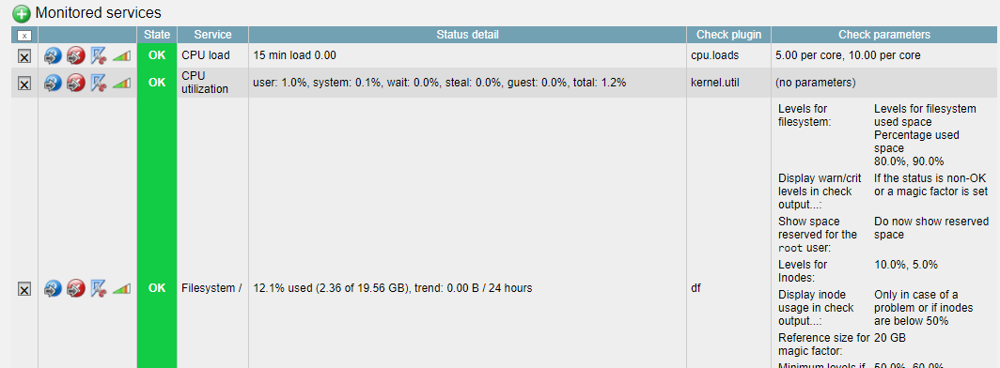 Monitored services
x State Service Status detail Check plugin Check parameters
OK CPU load 15 min load 0.00 cpu.loads 5.00 per core, 10.00 per core
OK CPU utilization user: 1.0%, system: 0.1%, wait: 0.0%, steal: 0.0%, guest: 0.0%, total: 1.2% kernel.util (no parameters)
OK Filesystem / 12.1% used (2.36 of 19.56 GB), trend: 0.00 B / 24 hours df
Levels for filesystem:
Levels for filesystem used space
Percentage used space
80.0%, 90.0%
Display warn/crit levels in check output...:
If the status is non-OK or a magic factor is set
Show space reserved for the root user:
Do now show reserved space
Levels for Inodes:
10.0%, 5.0%
Display inode usage in check output...:
Only in case of a problem or if inodes are below 50%
Reference size for magic factor:
20 GB
Minimum levels if
50.0%, 60.0%